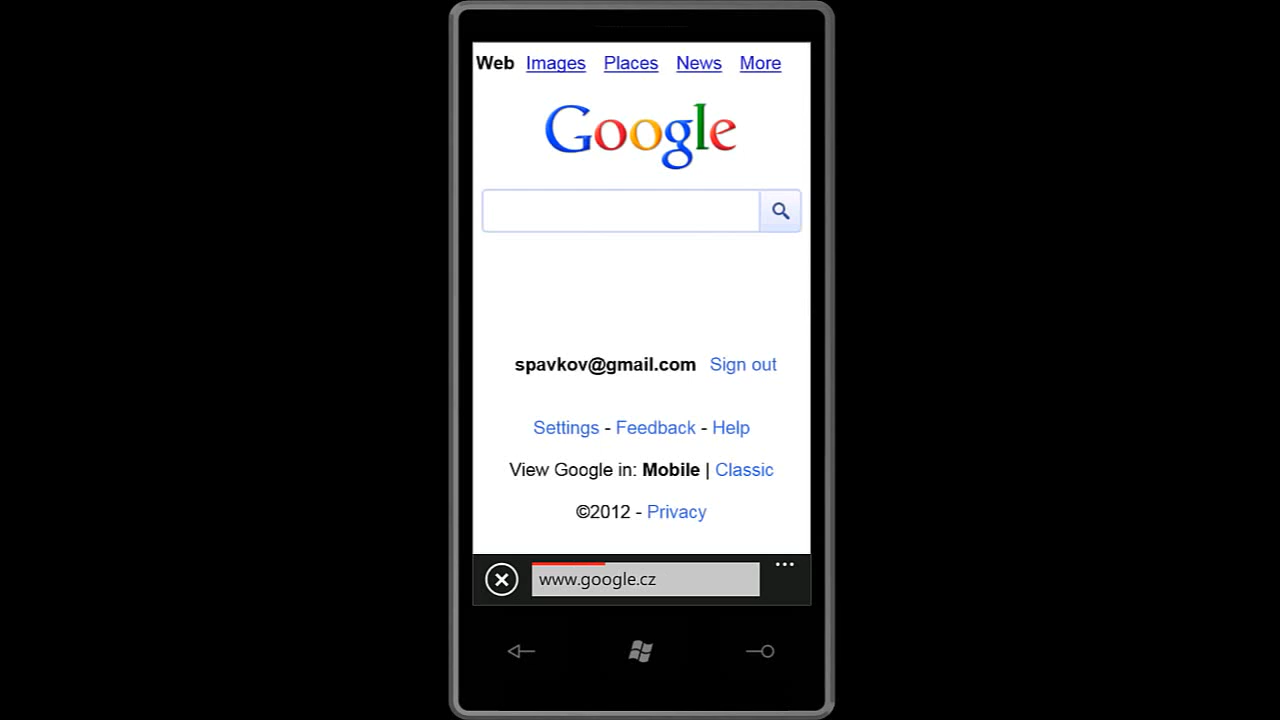 Web Images Places News More
Google
spavkov@gmail.com Sign out
Settings - Feedback - Help
View Google in: Mobile | Classic
©2012 - Privacy
www.google.cz